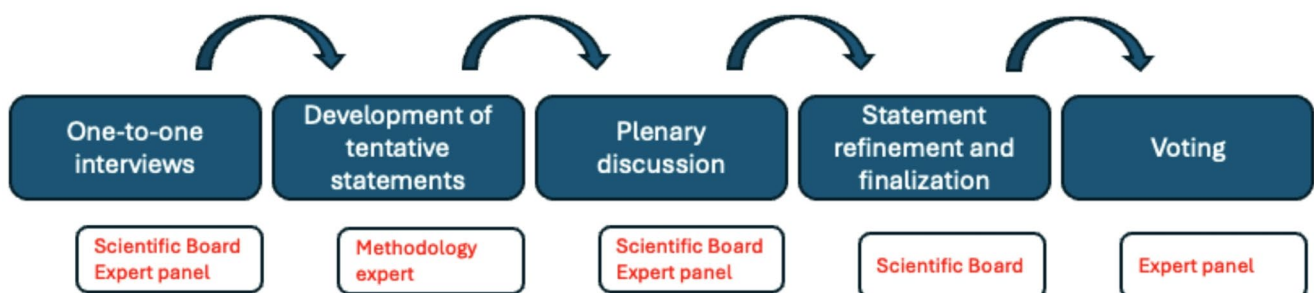 One-to-one
interviews
Development of
tentative
statements
Plenary
discussion
Statement
refinement and
finalization
Voting
Scientific Board
Expert panel
Methodology
expert
Scientific Board
Expert panel
Scientific Board
Expert panel